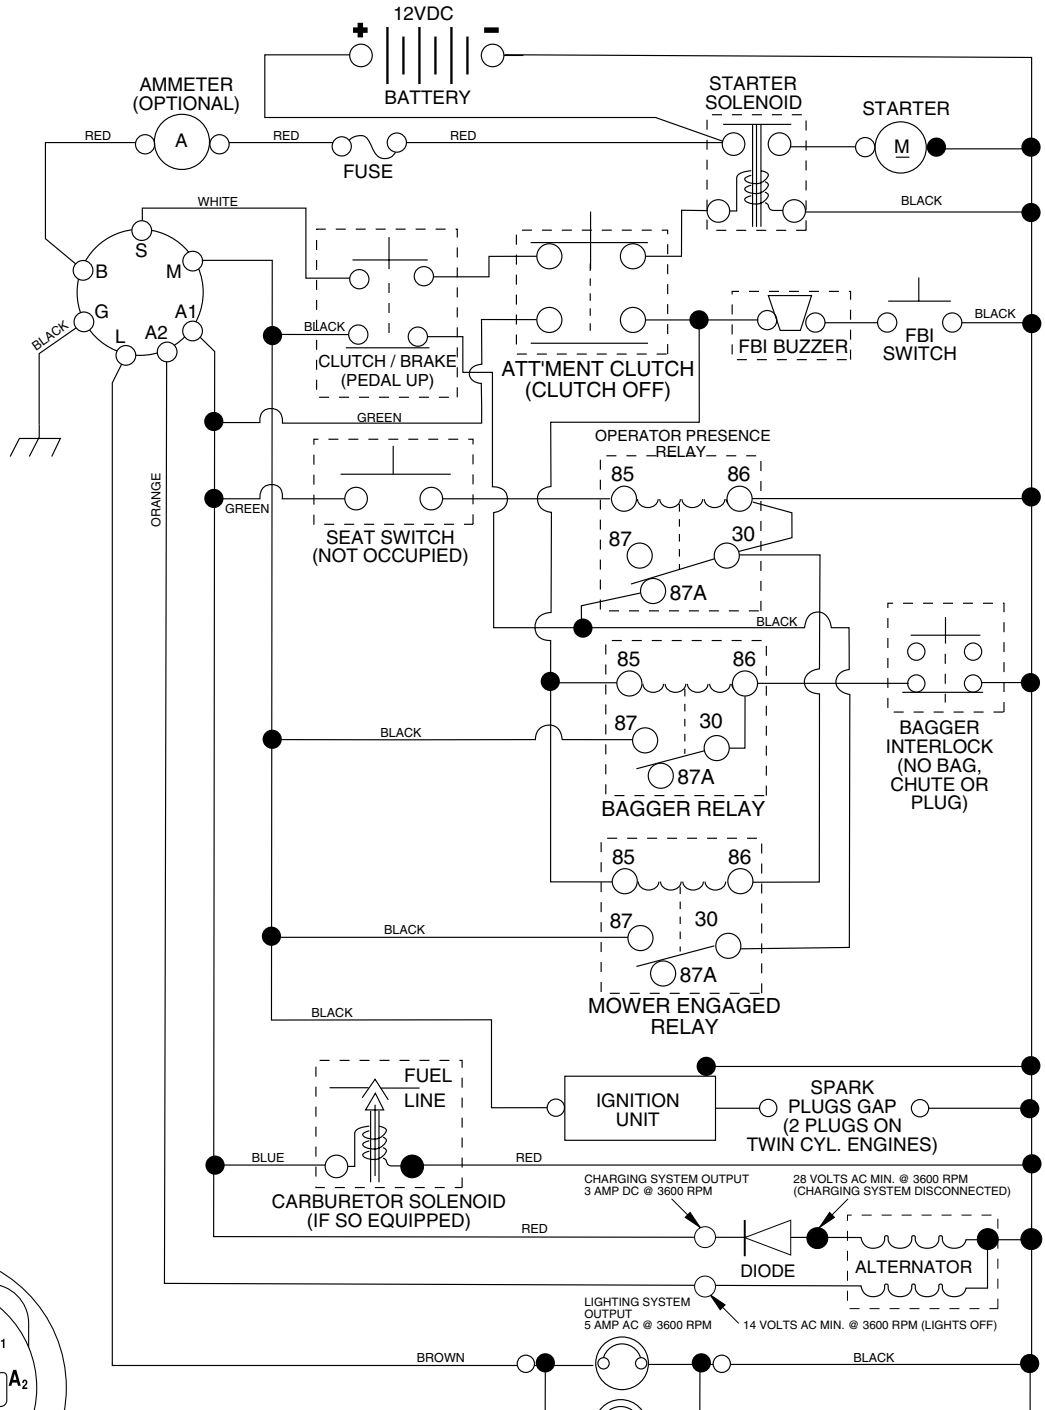 12VDC
+ -
BATTERY
AMMETER
(OPTIONAL)
STARTER
SOLENOID
STARTER
RED
A
RED
FUSE
RED
M
WHITE
BLACK
S
B
M
G
A1
L
A2
BLACK
BLACK
CLUTCH / BRAKE
(PEDAL UP)
ATT'MENT CLUTCH
(CLUTCH OFF)
FBI BUZZER
FBI
SWITCH
BLACK
GREEN
OPERATOR PRESENCE
RELAY
85
86
ORANGE
GREEN
SEAT SWITCH
(NOT OCCUPIED)
87
30
87A
BLACK
85
86
87
30
87A
BLACK
BAGGER RELAY
BAGGER
INTERLOCK
(NO BAG,
CHUTE OR
PLUG)
85
86
87
30
87A
BLACK
MOWER ENGAGED
RELAY
BLACK
FUEL
LINE
IGNITION
UNIT
SPARK
PLUGS GAP
(2 PLUGS ON
TWIN CYL. ENGINES)
BLUE
RED
CARBURETOR SOLENOID
(IF SO EQUIPPED)
CHARGING SYSTEM OUTPUT
3 AMP DC @ 3600 RPM
28 VOLTS AC MIN. @ 3600 RPM
(CHARGING SYSTEM DISCONNECTED)
RED
DIODE
ALTERNATOR
LIGHTING SYSTEM
OUTPUT
5 AMP AC @ 3600 RPM
14 VOLTS AC MIN. @ 3600 RPM (LIGHTS OFF)
BROWN
BLACK
1
A2